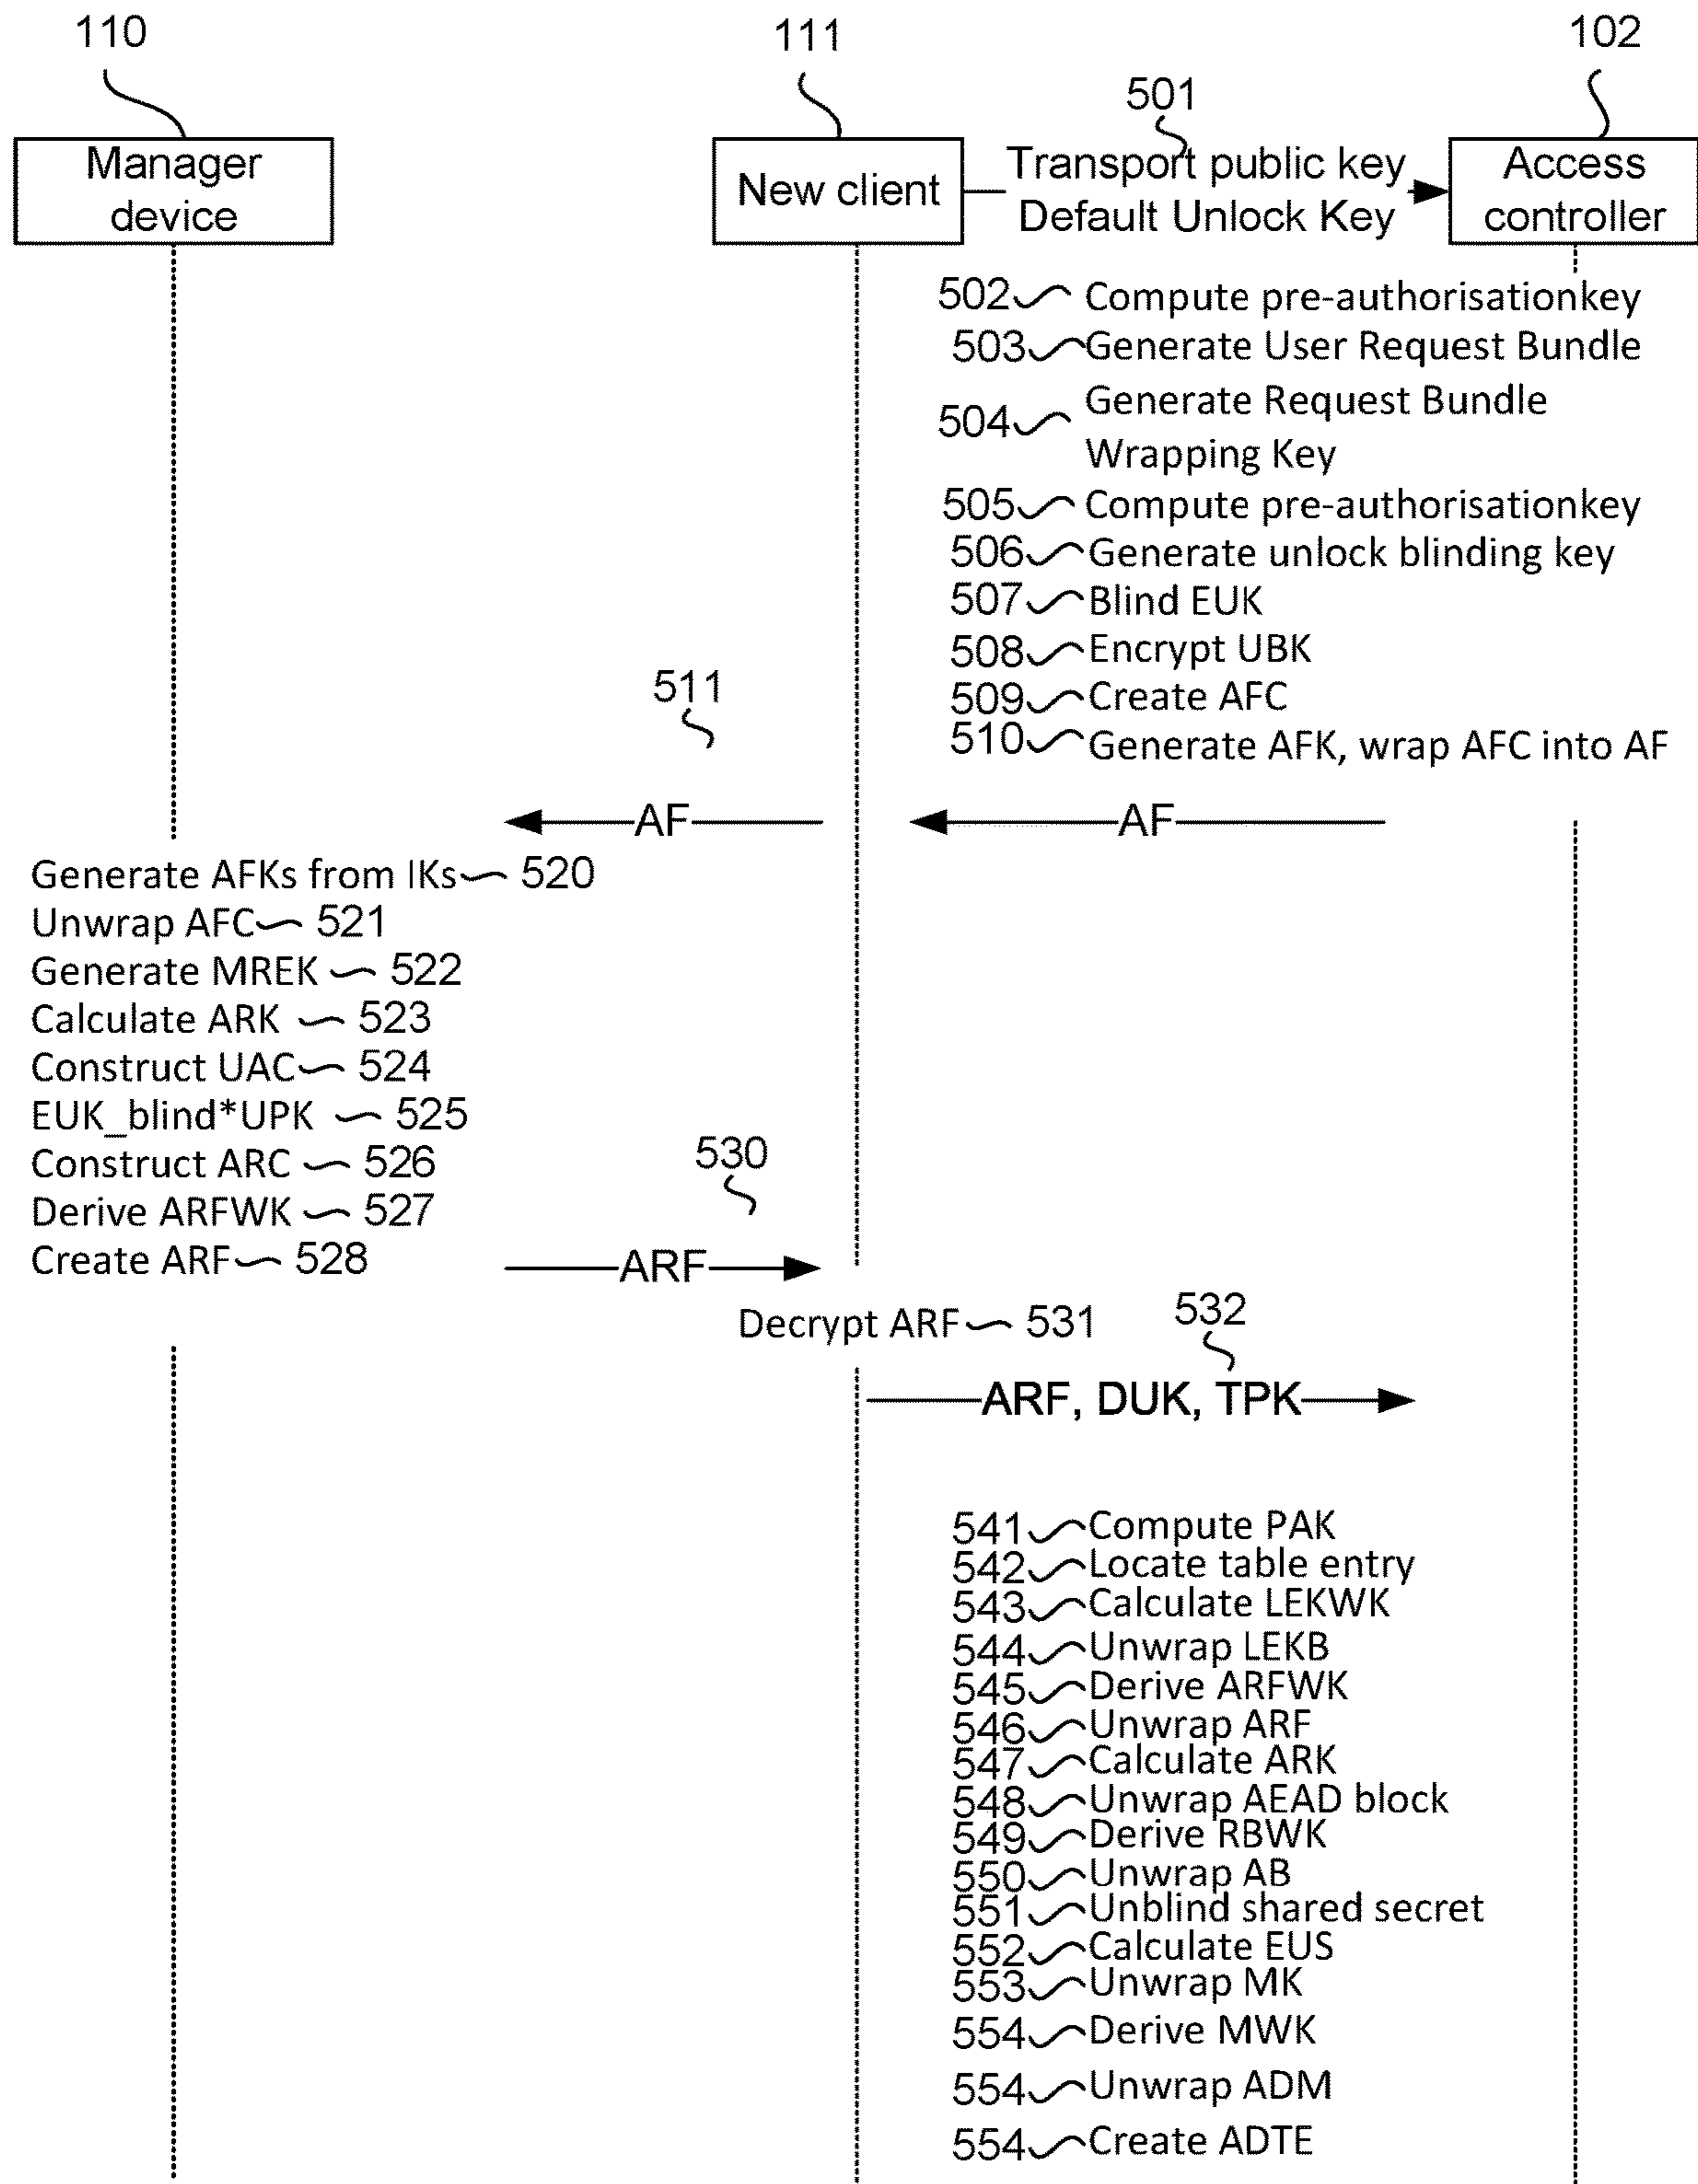 110
111
102
501
Manager
device
New client
Transport public key
Default Unlock Key
Access
controller
502 Compute pre-authorisationkey
503 Generate User Request Bundle
504 Generate Request Bundle
Wrapping Key
505 Compute pre-authorisationkey
506 Generate unlock blinding key
507 Blind EUK
508 Encrypt UBK
509 Create AFC
510 Generate AFK, wrap AFC into AF
511
AF
AF
Generate AFKs from IKs 520
Unwrap AFC 521
Generate MREK 522
Calculate ARK 523
Construct UAC 524
EUK_blind*UPK 525
Construct ARC 526
Derive ARFWK 527
Create ARF 528
530
ARF
Decrypt ARF 531
532
ARF, DUK, TPK
541 Compute PAK
542 Locate table entry
543 Calculate LEKWK
544 Unwrap LEKB
545 Derive ARFWK
546 Unwrap ARF
547 Calculate ARK
548 Unwrap AEAD block
549 Derive RBWK
550 Unwrap AB
551 Unblind shared secret
552 Calculate EUS
553 Unwrap MK
554 Derive MWK
554 Unwrap ADM
554 Create ADTE